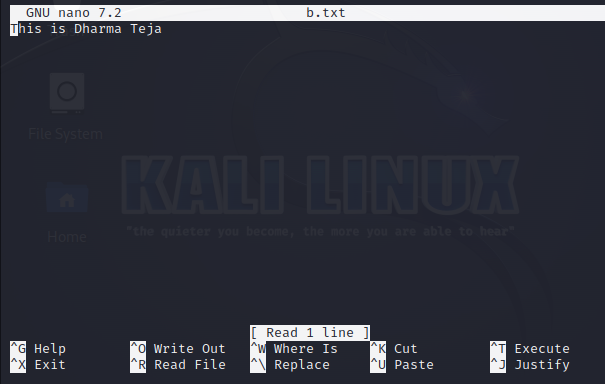 GNU nano 7.2 b.txt
This is Dharma Teja
File System
KALI LINUX
"the quieter you become, the more you are able to hear"
Home
[ Read 1 line ]
^G Help ^O Write Out ^W Where Is ^K Cut ^T Execute
^X Exit ^R Read File ^\ Replace ^U Paste ^J Justify